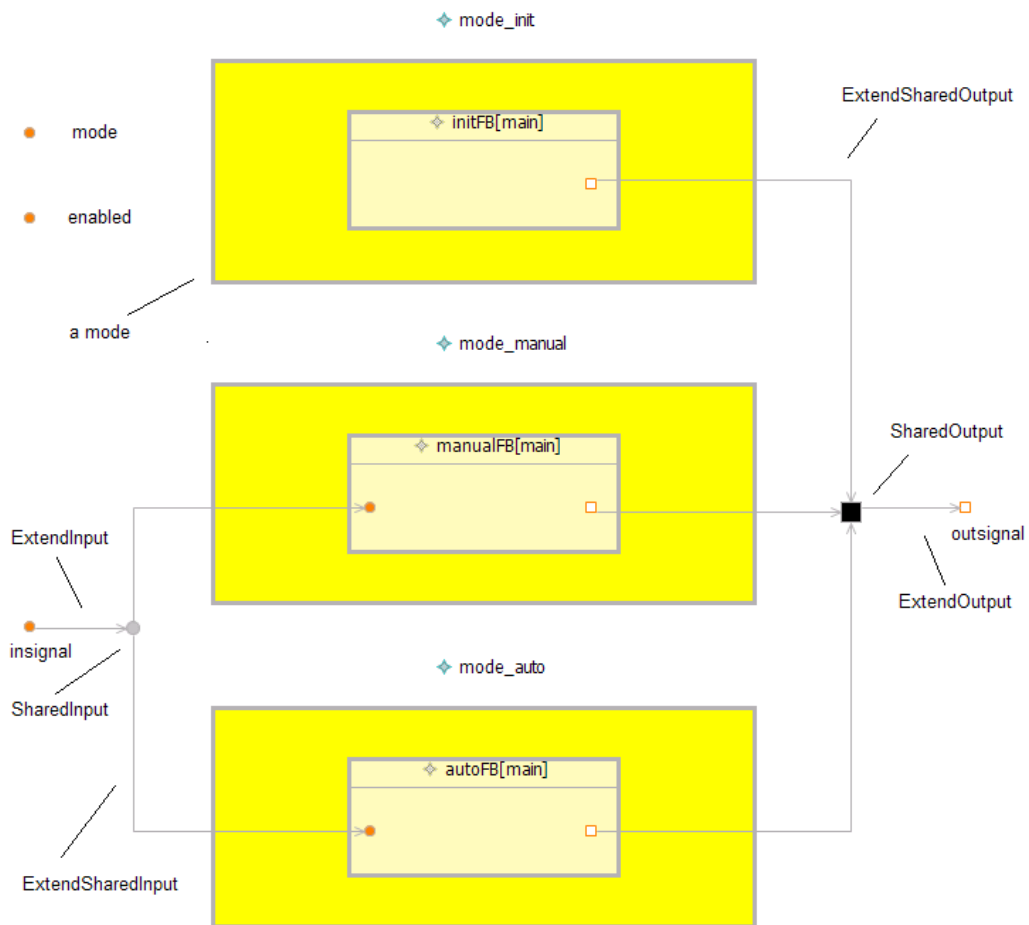 mode_init
ExtendSharedOutput
initFB[main]
mode
enabled
a mode
mode_manual
SharedOutput
manualFB[main]
ExtendInput
outsignal
ExtendOutput
insignal
mode_auto
SharedInput
autoFB[main]
ExtendSharedInput